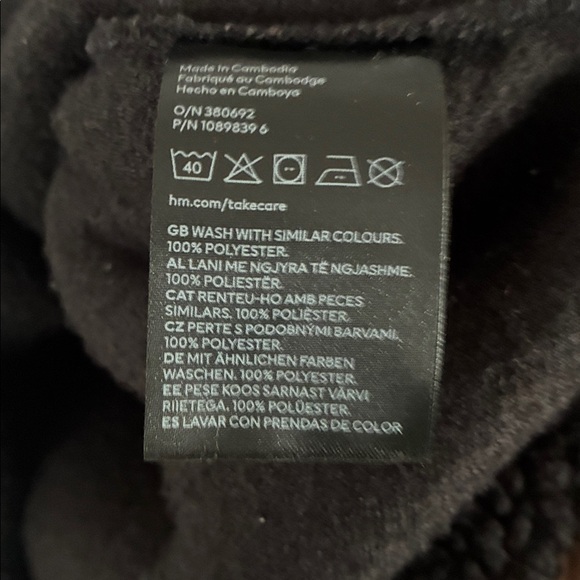 Made in Cambodia
Fabriqué au Cambodge
Hecho en Camboya
O/N 380692
P/N 1089839 6
40
hm.com/takecare
GB WASH WITH SIMILAR COLOURS.
100% POLYESTER.
AL LANI ME NGJYRA TË NGJASHME.
100% POLIESTËR.
CAT RENTEU-HO AMB PECES
SIMILARS. 100% POLIÈSTER.
CZ PERTE S PODOBNÝMI BARVAMI.
100% POLYESTER.
DE MIT ÄHNLICHEN FARBEN
WASCHEN. 100% POLYESTER.
EE PESE KOOS SARNAST VÄRVI
RIIETEGA. 100% POLÜESTER.
ES LAVAR CON PRENDAS DE COLOR